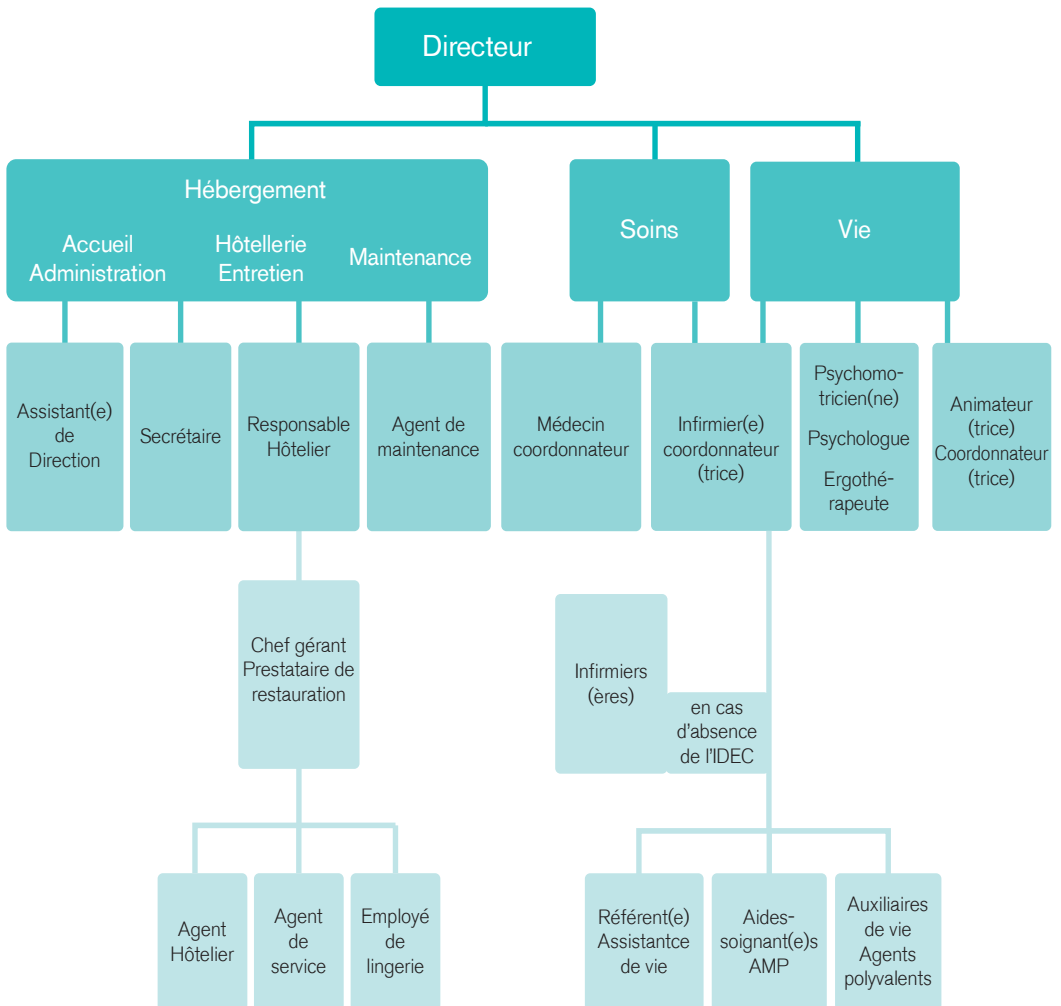 Directeur
Hébergement
Accueil
Administration
Hôtellerie
Entretien
Maintenance
Soins
Vie
Assistant(e)
de
Direction
Secrétaire
Responsable
Hôtelier
Agent de
maintenance
Médecin
coordonnateur
Infirmier(e)
coordonnateur
(trice)
Psychomo-
tricien(ne)
Psychologue
Ergothé-
rapeute
Animateur
(trice)
Coordonnateur
(trice)
Chef gérant
Prestataire de
restauration
Infirmiers
(ères)
en cas
d'absence
de l'IDEC
Agent
Hôtelier
Agent
de
service
Employé
de
lingerie
Référent(e)
Assistantce
de vie
Aides-
soignant(e)s
AMP
Auxiliaires
de vie
Agents
polyvalents